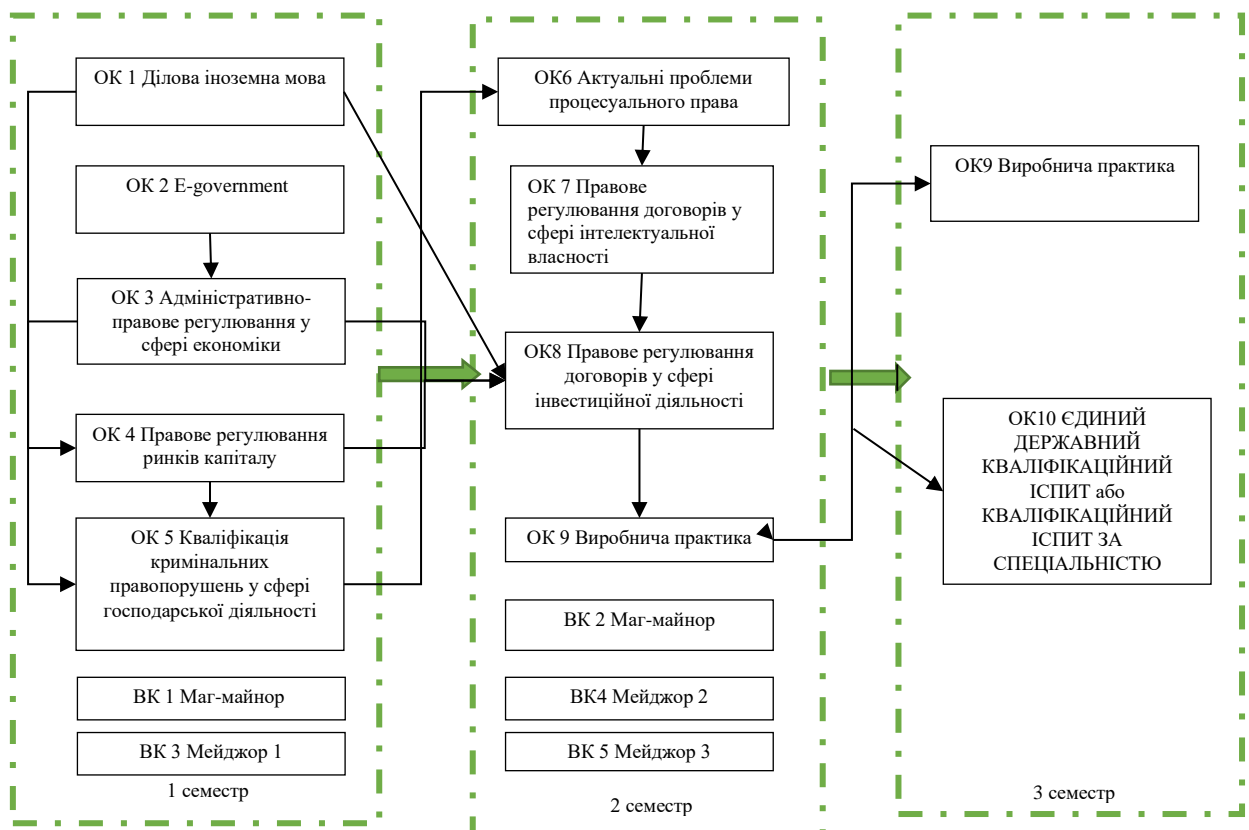 ОК 1 Ділова іноземна мова
ОК 2 E-government
ОК 3 Адміністративно-
правове регулювання у
сфері економіки
ОК 4 Правове регулювання
ринків капіталу
ОК 5 Кваліфікація
кримінальних
правопорушень у сфері
господарської діяльності
ВК 1 Маг-майнор
ВК 3 Мейджор 1
1 семестр
ОК6 Актуальні проблеми
процесуального права
ОК 7 Правове
регулювання договорів у
сфері інтелектуальної
власності
ОК8 Правове регулювання
договорів у сфері
інвестиційної діяльності
ОК 9 Виробнича практика
ВК 2 Маг-майнор
ВК4 Мейджор 2
ВК 5 Мейджор 3
2 семестр
ОК9 Виробнича практика
ОК10 ЄДИНИЙ
ДЕРЖАВНИЙ
КВАЛІФІКАЦІЙНИЙ
ІСПИТ або
КВАЛІФІКАЦІЙНИЙ
ІСПИТ ЗА
СПЕЦІАЛЬНІСТЮ
3 семестр